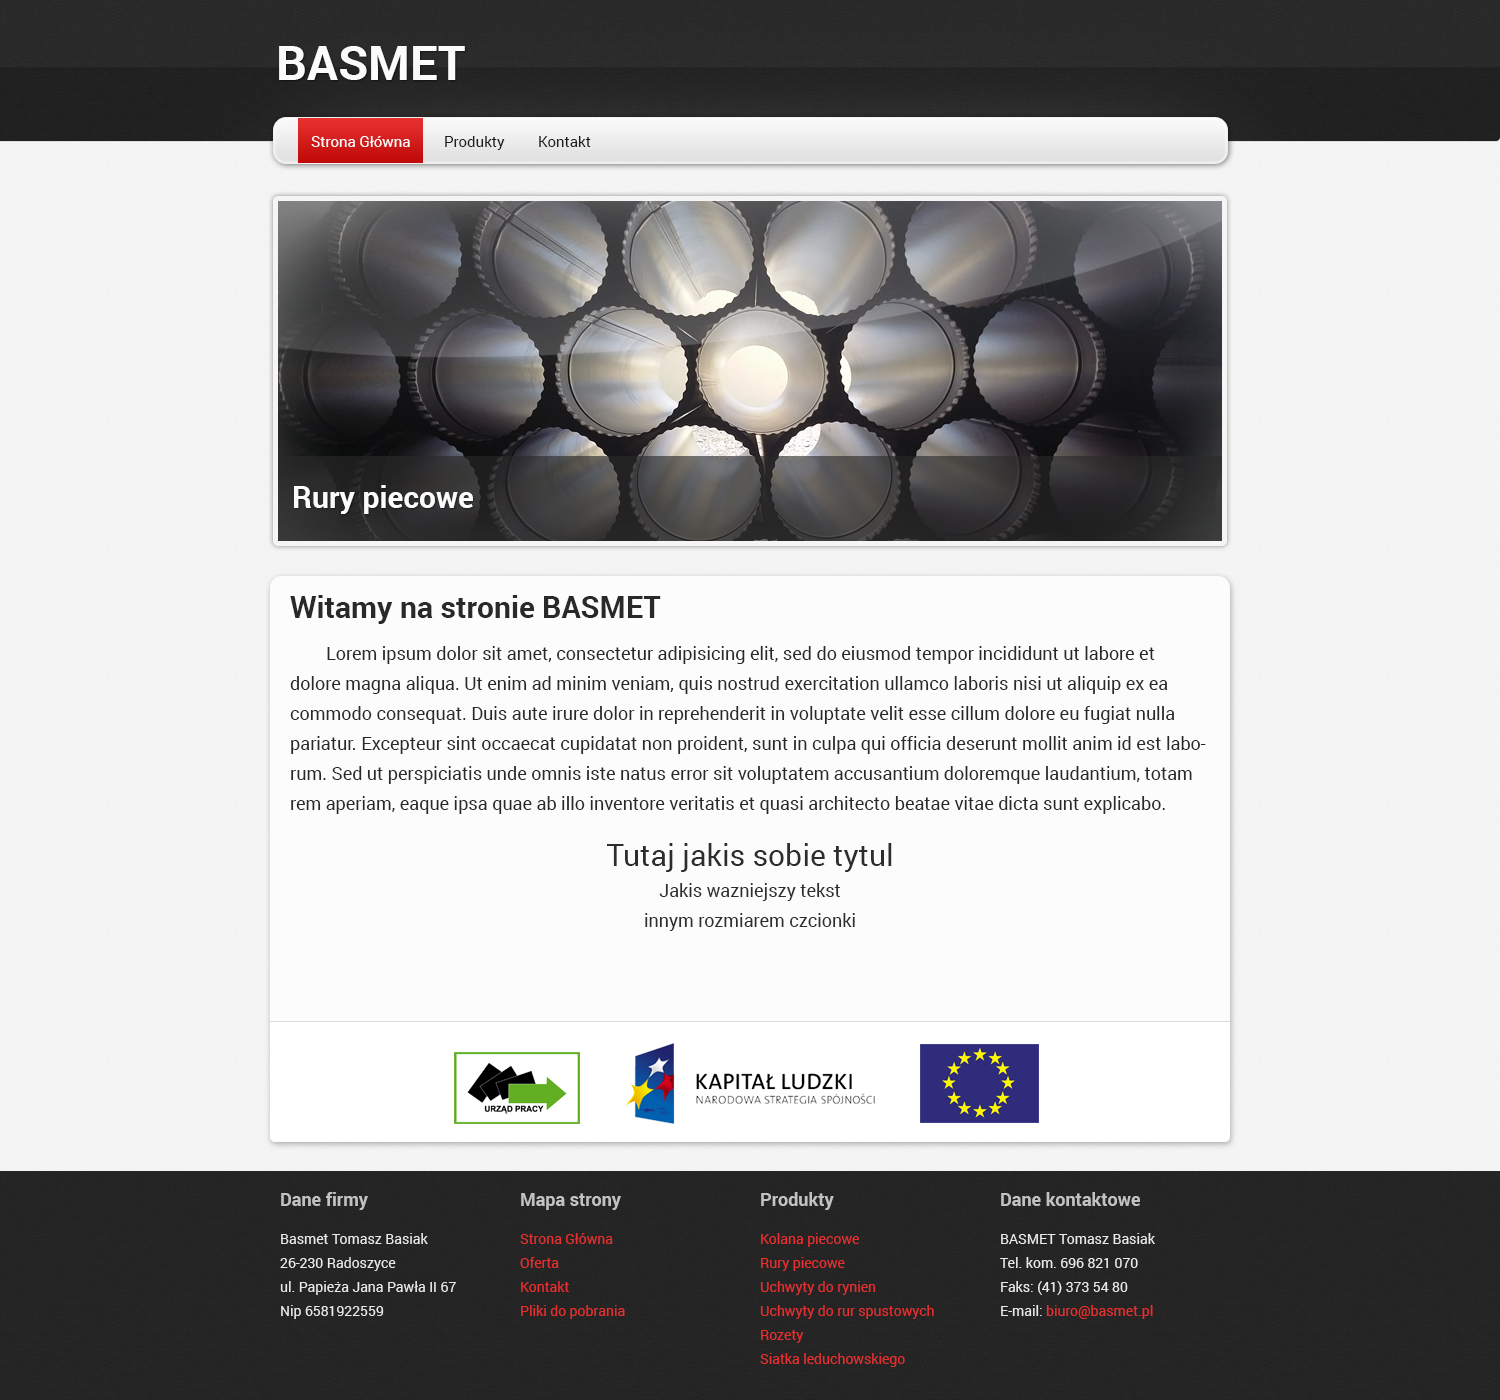 BASMET
Strona Główna Produkty Kontakt
Rury piecowe
Witamy na stronie BASMET
Lorem ipsum dolor sit amet, consectetur adipisicing elit, sed do eiusmod tempor incididunt ut labore et
dolore magna aliqua. Ut enim ad minim veniam, quis nostrud exercitation ullamco laboris nisi ut aliquip ex ea
commodo consequat. Duis aute irure dolor in reprehenderit in voluptate velit esse cillum dolore eu fugiat nulla
pariatur. Excepteur sint occaecat cupidatat non proident, sunt in culpa qui officia deserunt mollit anim id est labo-
rum. Sed ut perspiciatis unde omnis iste natus error sit voluptatem accusantium doloremque laudantium, totam
rem aperiam, eaque ipsa quae ab illo inventore veritatis et quasi architecto beatae vitae dicta sunt explicabo.
Tutaj jakis sobie tytul
Jakis wazniejszy tekst
innym rozmiarem czcionki
URZĄD PRACY
KAPITAŁ LUDZKI
NARODOWA STRATEGIA SPÓJNOŚCI
Dane firmy
Basmet Tomasz Basiak
26-230 Radoszyce
ul. Papieża Jana Pawła II 67
Nip 6581922559
Mapa strony
Strona Główna
Oferta
Kontakt
Pliki do pobrania
Produkty
Kolana piecowe
Rury piecowe
Uchwyty do rynien
Uchwyty do rur spustowych
Rozety
Siatka leduchowskiego
Dane kontaktowe
BASMET Tomasz Basiak
Tel. kom. 696 821 070
Faks: (41) 373 54 80
E-mail: biuro@basmet.pl